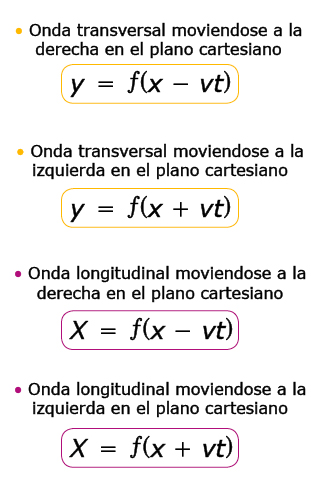 • Onda transversal moviendose a la
derecha en el plano cartesiano
y = f(x − vt)
• Onda transversal moviendose a la
izquierda en el plano cartesiano
y = f(x + vt)
• Onda longitudinal moviendose a la
derecha en el plano cartesiano
X = f(x − vt)
• Onda longitudinal moviendose a la
izquierda en el plano cartesiano
X = f(x + vt)